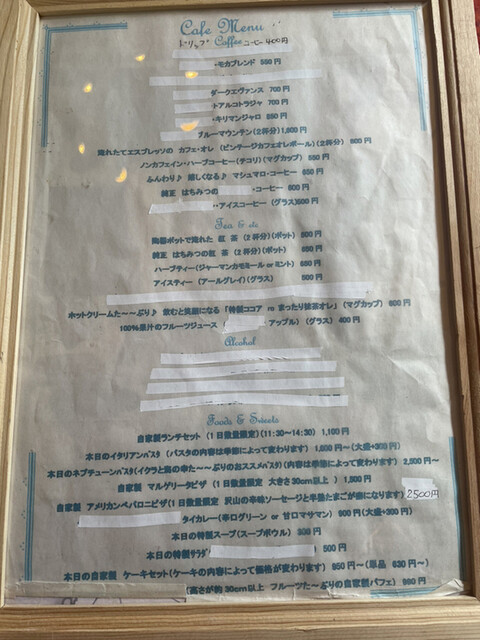 Cafe Menu
ドリップ Coffee コーヒー 400円
・モカブレンド 550円
ダークエヴァンス 700円
・トアルコトラジャ 700円
・キリマンジャロ 850円
ブルーマウンテン(2杯分)1,000円
淹れたてエスプレッソの カフェ・オレ (ビンテージカフェオレボール)(2杯分) 800円
ノンカフェイン・ハーブコーヒー(チコリ)(マグカップ) 550円
ふんわり♪ 嬉しくなる♪ マシュマロ・コーヒー 650円
純正 はちみつの ・コーヒー 600円
・アイスコーヒー (グラス)500円
Tea & etc
陶器ポットで淹れた 紅 茶 (2杯分)(ポット) 500円
純正 はちみつの紅 茶 (2杯分)(ポット) 650円
ハーブティー(ジャーマンカモミール or ミント) 650円
アイスティー (アールグレイ)(グラス) 500円
ホットクリームた～～ぷり♪ 飲むと笑顔になる 「特製ココア ro まったり抹茶オレ」(マグカップ) 600円
100%果汁のフルーツジュース アップル) (グラス) 400円
Alcohol
Foods & Sweets
自家製ランチセット (1日数量限定)(11:30～14:30) 1,100円
本日のイタリアンパスタ (パスタの内容は季節によって変わります) 1,500円～(大盛+300円)
本日のネプチューンパスタ(イクラと海の幸た～～ぷりのおススメパスタ)(内容は季節によって変わります) 2,500円～
自家製 マルゲリータピザ (1日数量限定 大きさ30cm以上 ) 1,500円
自家製 アメリカンペパロニピザ(1日数量限定 沢山の辛味ソーセージと半熟たまごが癖になります) 2500円
タイカレー(辛口グリーン or 甘口マサマン) 900円(大盛+300円)
本日の特製スープ(スープボウル) 円
本日の特製サラダ 500円
本日の自家製 ケーキセット(ケーキの内容によって価格が変わります) 950円～(単品 630円～)
(高さが約30cm以上 フルーツた～ぷりの自家製パフェ) 880円